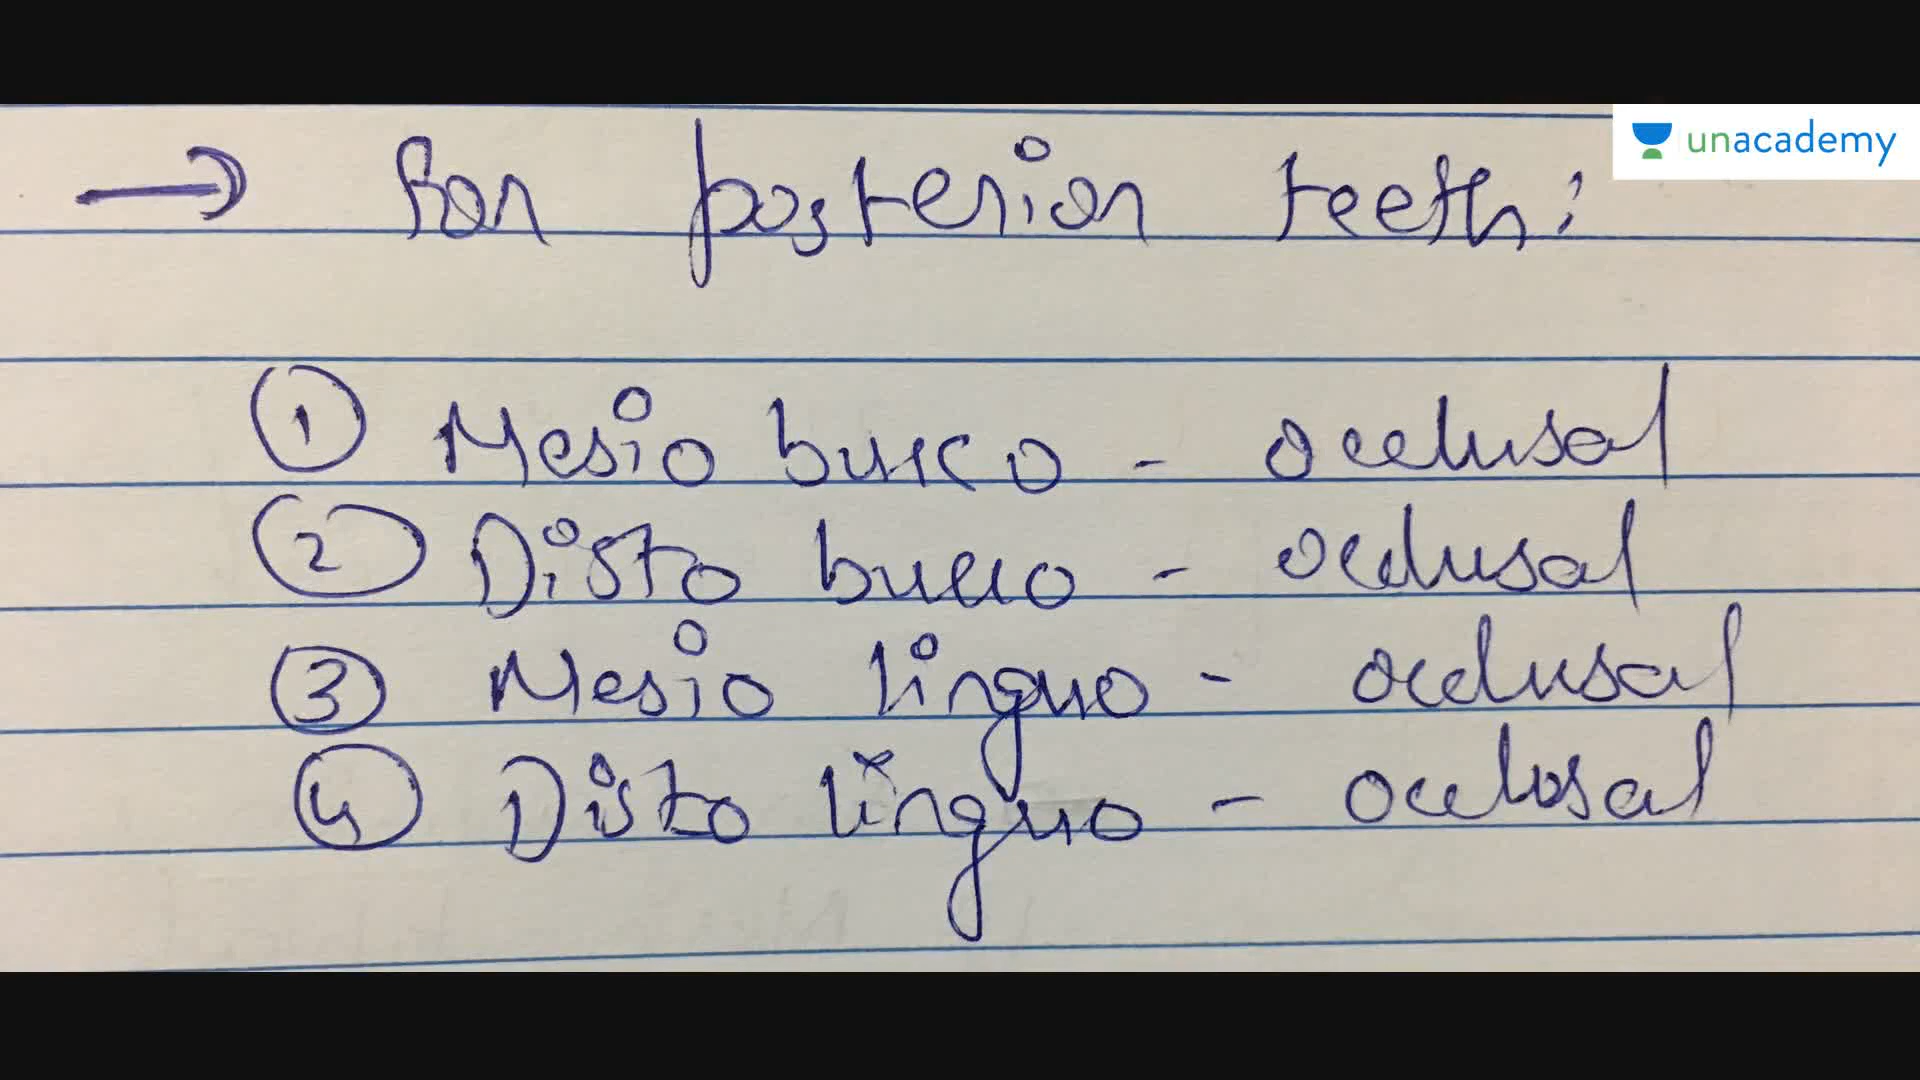 unacademy
→ For posterior teeth:
① Mesio bucco - occlusal
② Disto bucco - occlusal
③ Mesio linguo - occlusal
④ Disto linguo - occlosal